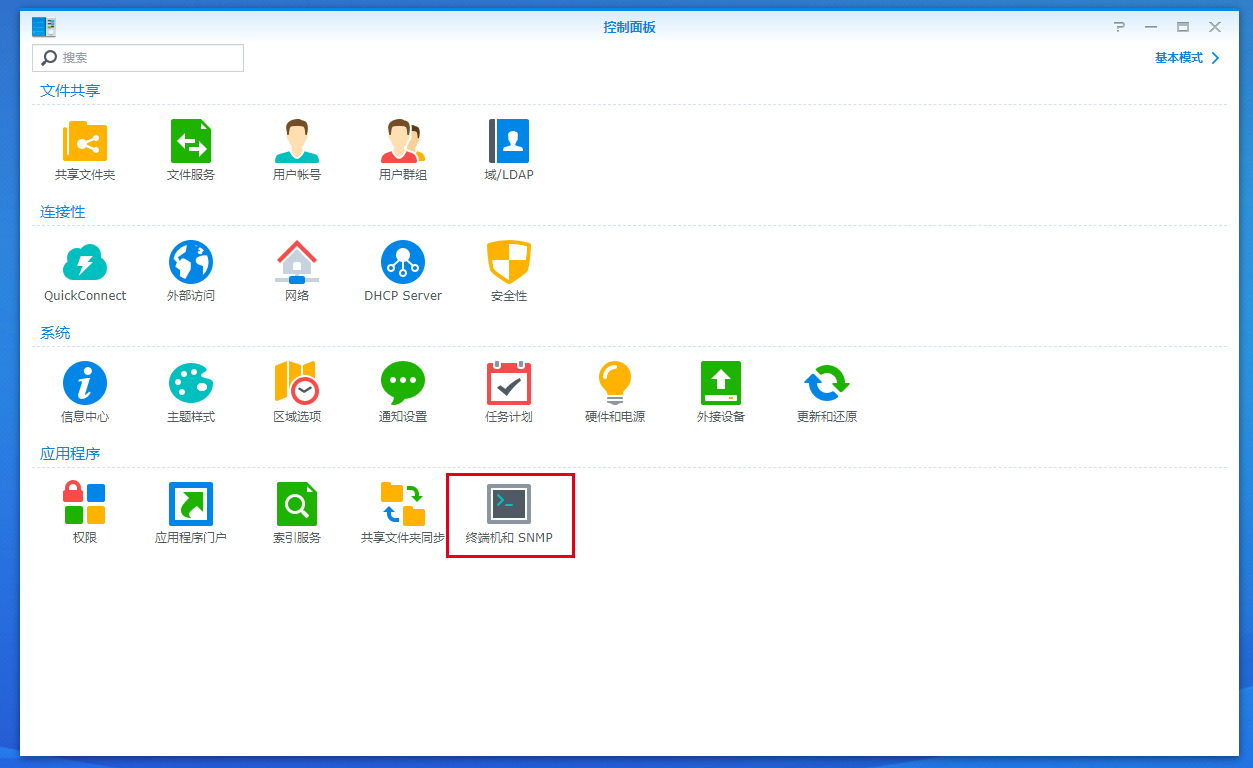 控制面板
搜索
基本模式
文件共享
共享文件夹 文件服务 用户帐号 用户群组 域/LDAP
连接性
QuickConnect 外部访问 网络 DHCP Server 安全性
系统
信息中心 主题样式 区域选项 通知设置 任务计划 硬件和电源 外接设备 更新和还原
应用程序
权限 应用程序门户 索引服务 共享文件夹同步 终端机和 SNMP